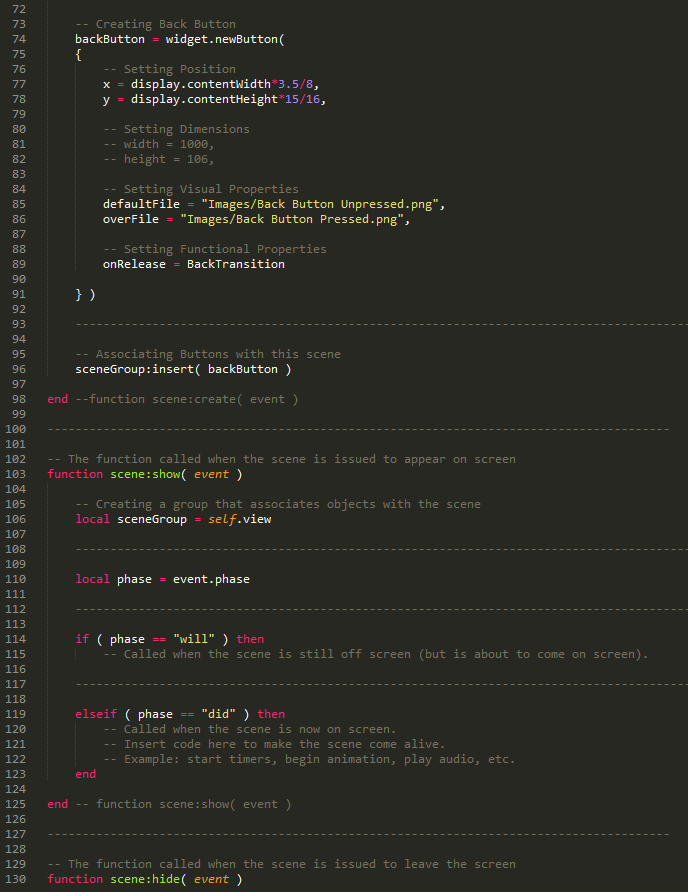 72
73 -- Creating Back Button
74 backButton = widget.newButton(
75 {
76 -- Setting Position
77 x = display.contentWidth*3.5/8,
78 y = display.contentHeight*15/16,
79
80 -- Setting Dimensions
81 -- width = 1000,
82 -- height = 106,
83
84 -- Setting Visual Properties
85 defaultFile = "Images/Back Button Unpressed.png",
86 overFile = "Images/Back Button Pressed.png",
87
88 -- Setting Functional Properties
89 onRelease = BackTransition
90
91 } )
92
93 -----------------------------------------------------------------------------------------
94
95 -- Associating Buttons with this scene
96 sceneGroup:insert( backButton )
97
98 end --function scene:create( event )
99
100 -----------------------------------------------------------------------------------------
101
102 -- The function called when the scene is issued to appear on screen
103 function scene:show( event )
104
105 -- Creating a group that associates objects with the scene
106 local sceneGroup = self.view
107
108 -----------------------------------------------------------------------------------------
109
110 local phase = event.phase
111
112 -----------------------------------------------------------------------------------------
113
114 if ( phase == "will" ) then
115 -- Called when the scene is still off screen (but is about to come on screen).
116
117 -----------------------------------------------------------------------------------------
118
119 elseif ( phase == "did" ) then
120 -- Called when the scene is now on screen.
121 -- Insert code here to make the scene come alive.
122 -- Example: start timers, begin animation, play audio, etc.
123 end
124
125 end -- function scene:show( event )
126
127 -----------------------------------------------------------------------------------------
128
129 -- The function called when the scene is issued to leave the screen
130 function scene:hide( event )